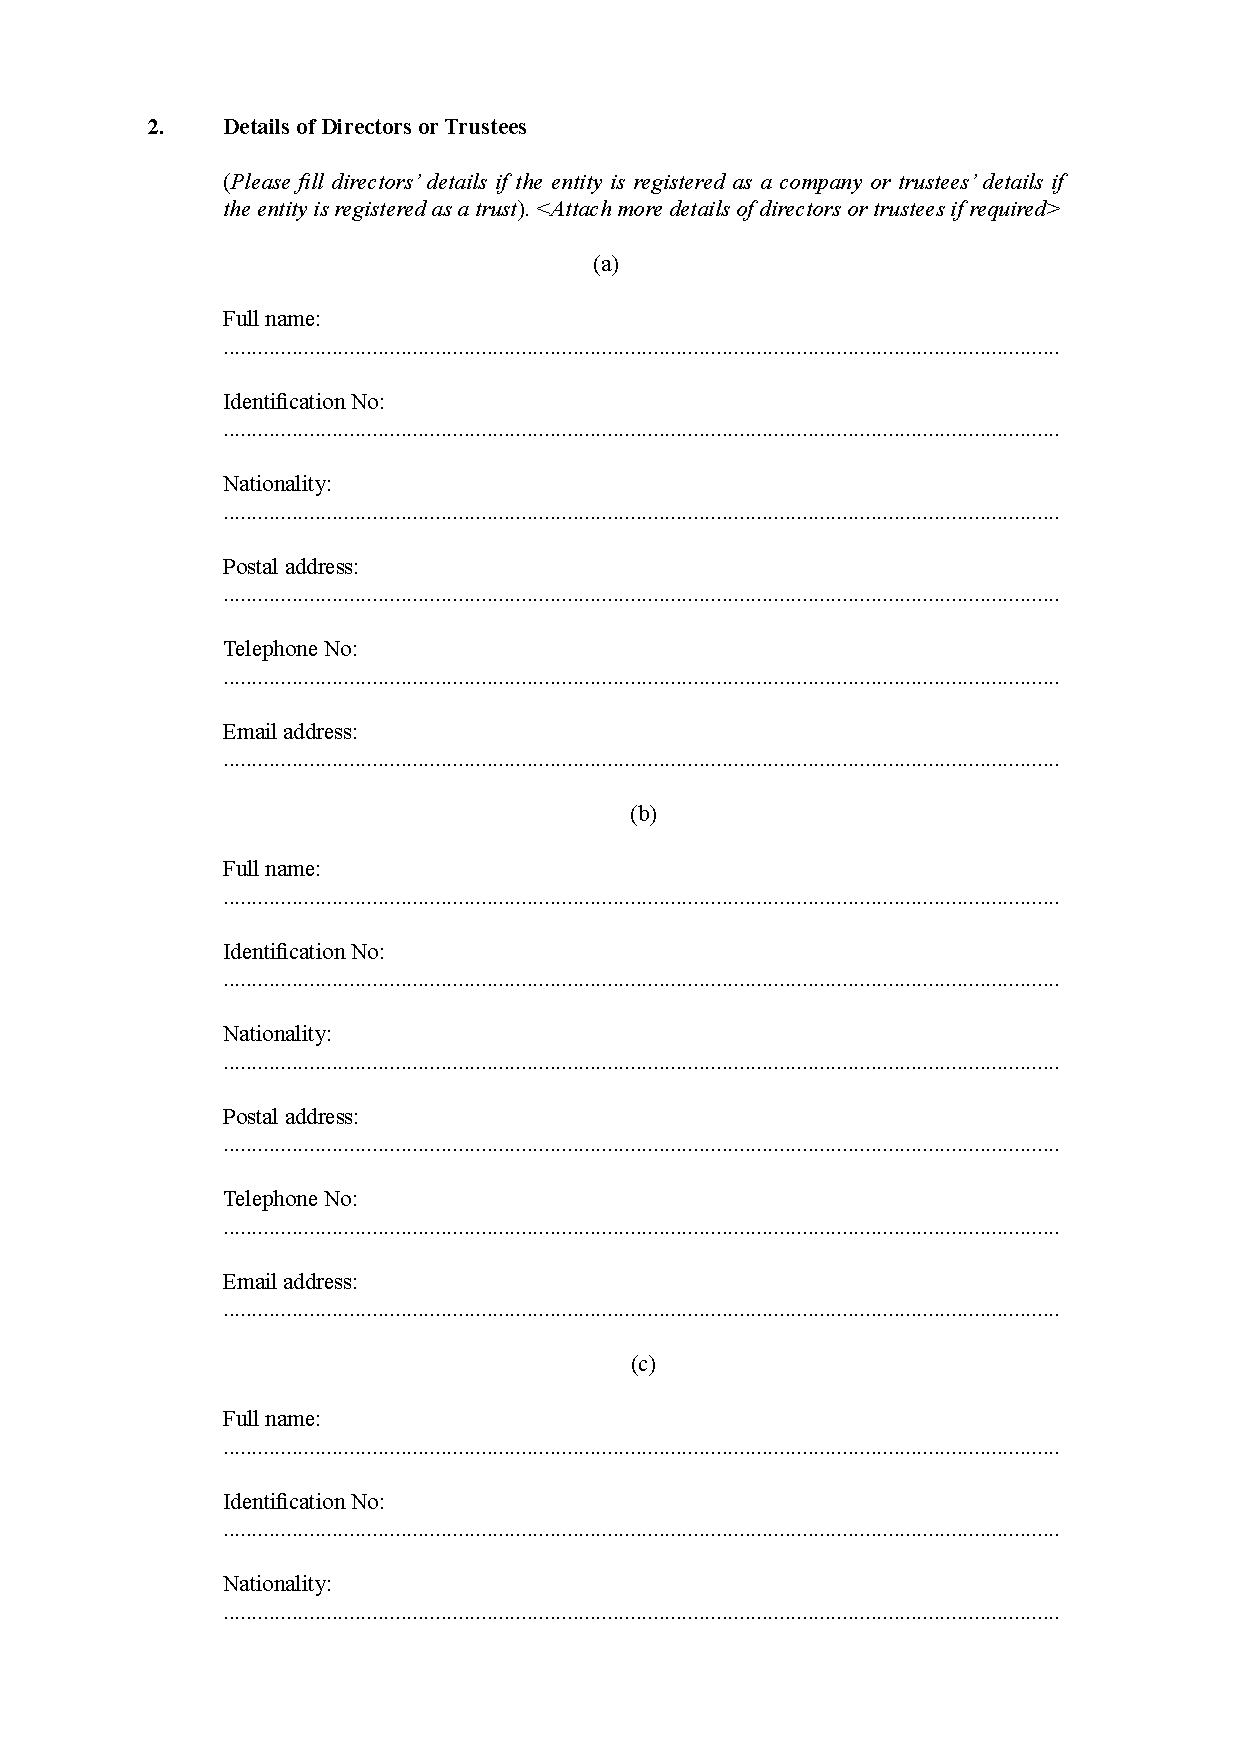 2. Details of Directors or Trustees
(Please fill directors’ details if the entity is registered as a company or trustees’ details if
the entity is registered as a trust). <Attach more details of directors or trustees if required>
(a)
Full name:
....................................................................................................................................................
Identification No:
....................................................................................................................................................
Nationality:
....................................................................................................................................................
Postal address:
....................................................................................................................................................
Telephone No:
....................................................................................................................................................
Email address:
....................................................................................................................................................
(b)
Full name:
....................................................................................................................................................
Identification No:
....................................................................................................................................................
Nationality:
....................................................................................................................................................
Postal address:
....................................................................................................................................................
Telephone No:
....................................................................................................................................................
Email address:
....................................................................................................................................................
(c)
Full name:
....................................................................................................................................................
Identification No:
....................................................................................................................................................
Nationality:
....................................................................................................................................................